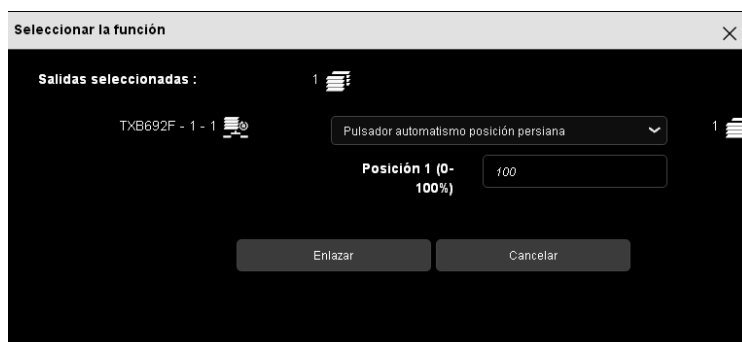 Seleccionar la función
Salidas seleccionadas : 1
TXB692F - 1 - 1 Pulsador automatismo posición persiana 1
Posición 1 (0-
100%) 100
Enlazar Cancelar